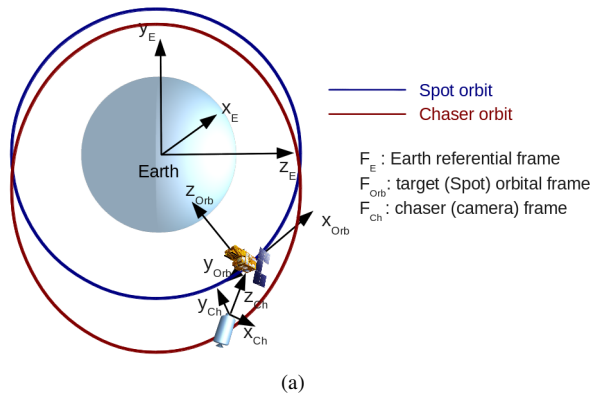 y_E
x_E
Earth
z_E
z_Orb
x_Orb
y_Orb
z_Ch
y_Ch
x_Ch
Spot orbit
Chaser orbit
F_E : Earth referential frame
F_Orb: target (Spot) orbital frame
F_Ch : chaser (camera) frame
(a)